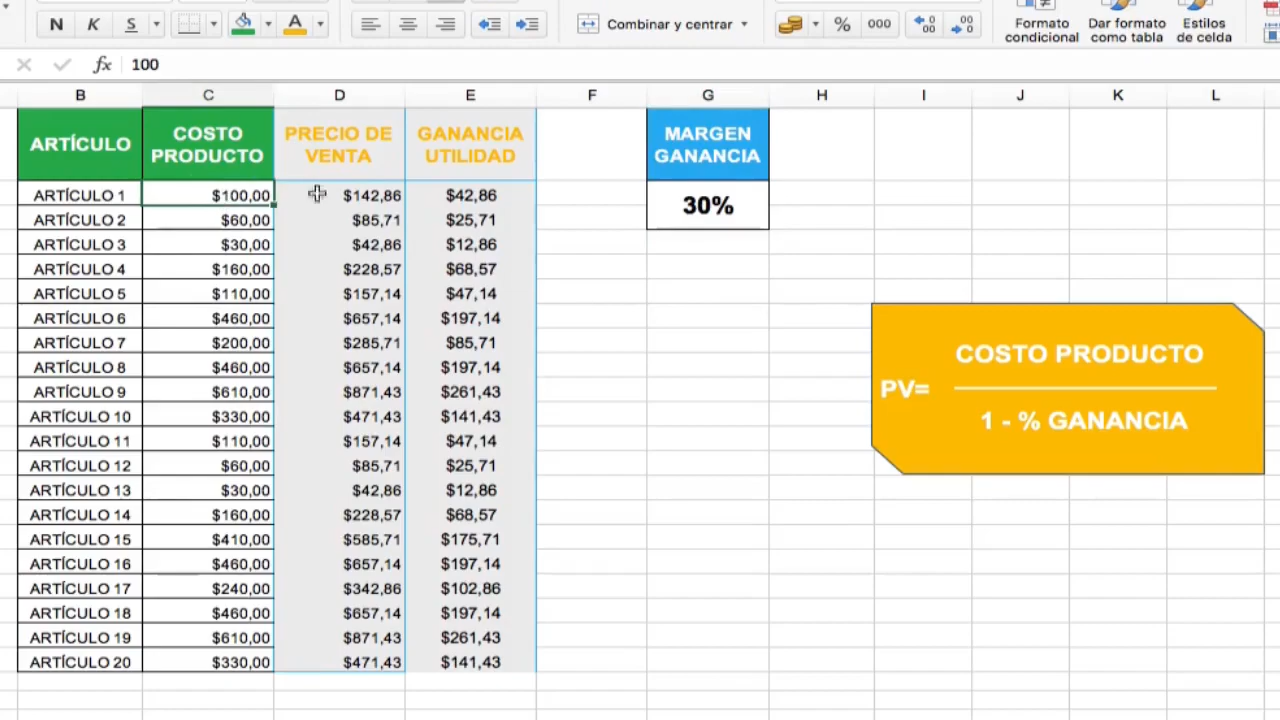 N K S A Combinar y centrar % 000 Formato condicional Dar formato como tabla Estilos de celda
fx 100
B C D E F G H I J K L
ARTÍCULO COSTO PRODUCTO PRECIO DE VENTA GANANCIA UTILIDAD MARGEN GANANCIA
ARTÍCULO 1 $100,00 $142,86 $42,86 30%
ARTÍCULO 2 $60,00 $85,71 $25,71
ARTÍCULO 3 $30,00 $42,86 $12,86
ARTÍCULO 4 $160,00 $228,57 $68,57
ARTÍCULO 5 $110,00 $157,14 $47,14
ARTÍCULO 6 $460,00 $657,14 $197,14
ARTÍCULO 7 $200,00 $285,71 $85,71
ARTÍCULO 8 $460,00 $657,14 $197,14
ARTÍCULO 9 $610,00 $871,43 $261,43
ARTÍCULO 10 $330,00 $471,43 $141,43
ARTÍCULO 11 $110,00 $157,14 $47,14
ARTÍCULO 12 $60,00 $85,71 $25,71
ARTÍCULO 13 $30,00 $42,86 $12,86
ARTÍCULO 14 $160,00 $228,57 $68,57
ARTÍCULO 15 $410,00 $585,71 $175,71
ARTÍCULO 16 $460,00 $657,14 $197,14
ARTÍCULO 17 $240,00 $342,86 $102,86
ARTÍCULO 18 $460,00 $657,14 $197,14
ARTÍCULO 19 $610,00 $871,43 $261,43
ARTÍCULO 20 $330,00 $471,43 $141,43
COSTO PRODUCTO
PV=
1 - % GANANCIA